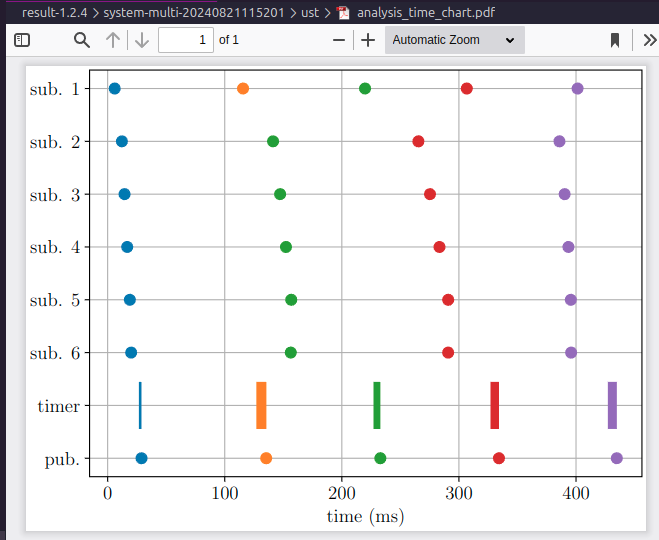 result-1.2.4 > system-multi-20240821115201 > ust > analysis_time_chart.pdf
1 of 1 Automatic Zoom
sub. 1
sub. 2
sub. 3
sub. 4
sub. 5
sub. 6
timer
pub.
0 100 200 300 400
time (ms)